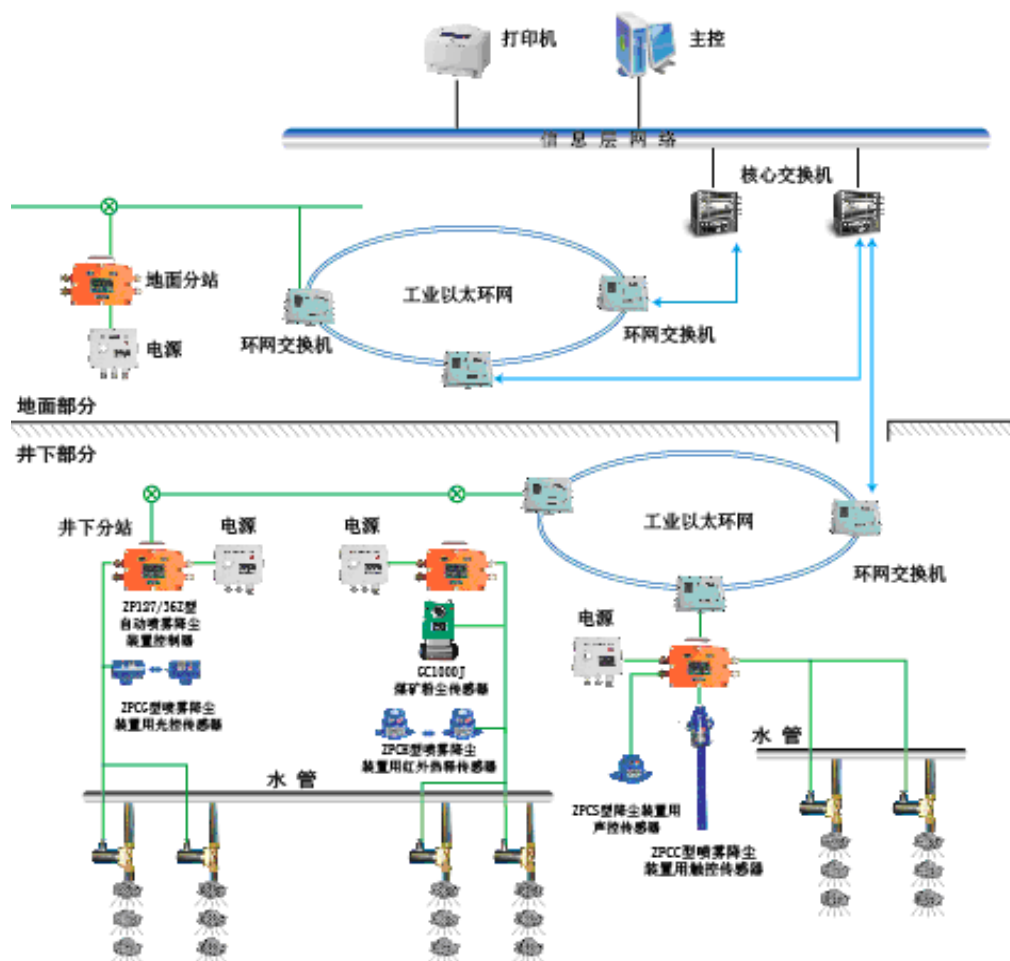 打印机
主控
信息层网络
核心交换机
地面分站
工业以太环网
电源
环网交换机
环网交换机
地面部分
井下部分
井下分站
电源
电源
工业以太环网
环网交换机
ZP127/36Z型
自动喷雾降尘
装置控制器
电源
GC1000J
煤矿粉尘传感器
ZPCG型喷雾降尘
装置用光控传感器
ZPCH型喷雾降尘
装置用红外热释传感器
水管
水管
ZPCS型降尘装置用
声控传感器
ZPCC型喷雾降尘
装置用触控传感器